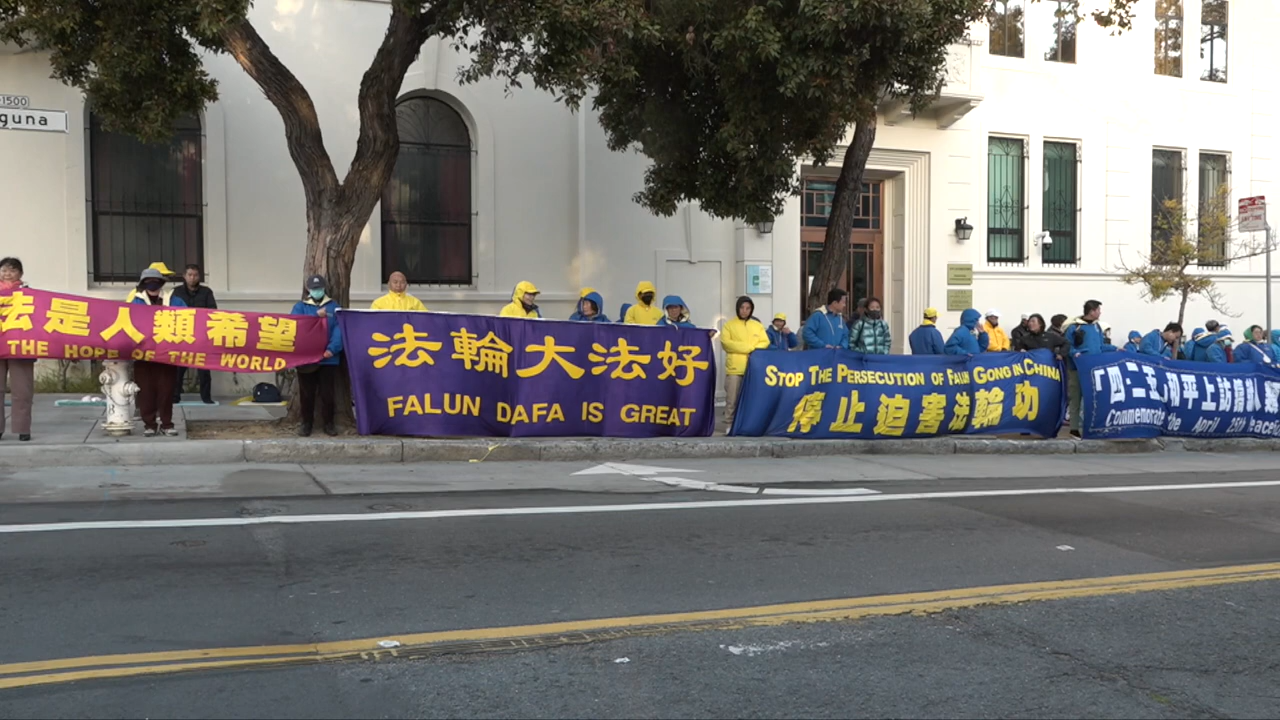 1500
guna
法是人類希望
THE HOPE OF THE WORLD
法輪大法好
FALUN DAFA IS GREAT
STOP THE PERSECUTION OF FALUN GONG IN CHINA
停止迫害法輪功
「四·二五」和平上訪
Commemorate the April 25th Peaceful